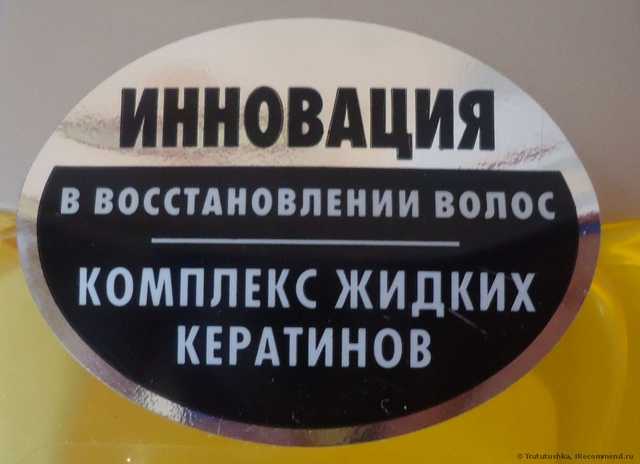 ИННОВАЦИЯ
В ВОССТАНОВЛЕНИИ ВОЛОС
КОМПЛЕКС ЖИДКИХ
КЕРАТИНОВ
© Trututushka, IRecommend.ru